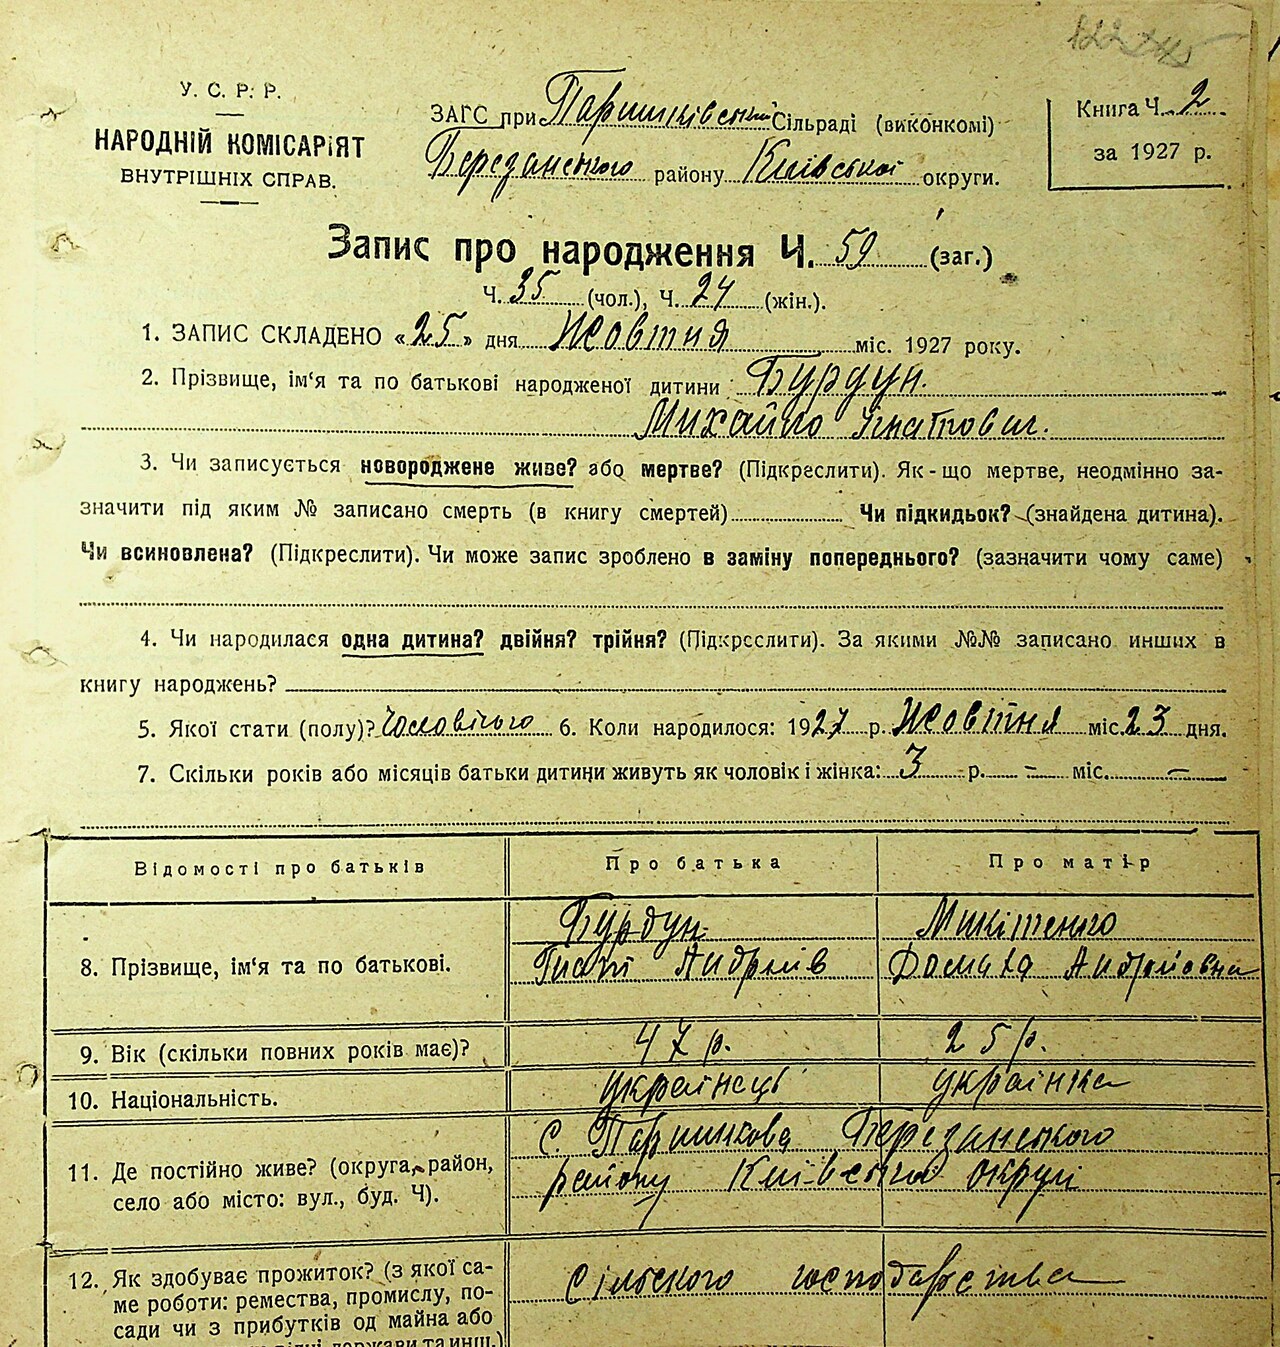 У. С. Р. Р.
НАРОДНІЙ КОМІСАРІЯТ
ВНУТРІШНІХ СПРАВ.
ЗАГС при Паришківській Сільраді (виконкомі)
Березанського району Київської округи.
Книга Ч. 2
за 1927 р.
Запис про народження Ч. 59 (заг.)
Ч. 35 (чол.), Ч. 24 (жін.).
1. ЗАПИС СКЛАДЕНО «25» дня Жовтня міс. 1927 року.
2. Прізвище, ім'я та по батькові народженої дитини Бурдун.
Михайло Ігнатович.
3. Чи записується новороджене живе? або мертве? (Підкреслити). Як-що мертве, неодмінно за-
значити під яким № записано смерть (в книгу смертей) Чи підкидьок? (знайдена дитина).
Чи всиновлена? (Підкреслити). Чи може запис зроблено в заміну попереднього? (зазначити чому саме)
4. Чи народилася одна дитина? двійня? трійня? (Підкреслити). За якими №№ записано инших в
книгу народжень?
5. Якої стати (полу)? Чоловічого 6. Коли народилося: 1927 р. Жовтня міс. 23 дня.
7. Скільки років або місяців батьки дитини живуть як чоловік і жінка: 3 р. – міс. –
Відомості про батьків Про батька Про матір
8. Прізвище, ім'я та по батькові.
Бурдун Микітенко
Гнат Андріїв Домаха Андріївна
9. Вік (скільки повних років має)? 47 р. 25 р.
10. Національність. українець українка
11. Де постійно живе? (округа, район,
село або місто: вул., буд. Ч).
с. Паришкова Березанського
району Київської округи
12. Як здобуває прожиток? (з якої са-
ме роботи: ремества, промислу, по-
сади чи з прибутків од майна або
держави та инш.)
Сільського господарства